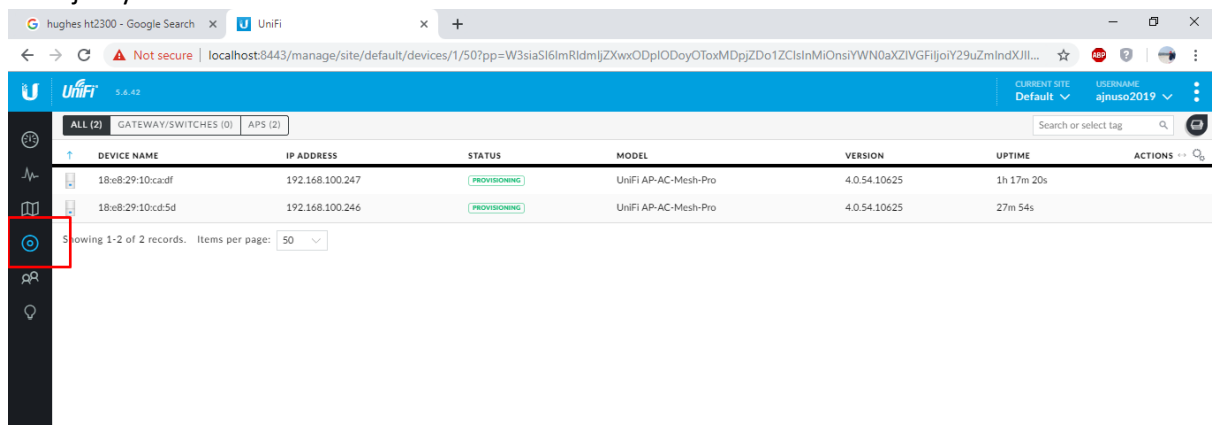 hughes ht2300 - Google Search
UniFi
Not secure | localhost:8443/manage/site/default/devices/1/50?pp=W3siaSI6ImRldmljZXwxODplODoyOToxMDpjZDo1ZCIsInMiOnsiYWN0aXZlVGFiIjoiY29uZmlndXJlI...
ABP
UniFi 5.6.42
CURRENT SITE
Default
USERNAME
ajnuso2019
ALL (2) GATEWAY/SWITCHES (0) APS (2)
Search or select tag
DEVICE NAME IP ADDRESS STATUS MODEL VERSION UPTIME ACTIONS
18:e8:29:10:ca:df 192.168.100.247 PROVISIONING UniFi AP-AC-Mesh-Pro 4.0.54.10625 1h 17m 20s
18:e8:29:10:cd:5d 192.168.100.246 PROVISIONING UniFi AP-AC-Mesh-Pro 4.0.54.10625 27m 54s
Showing 1-2 of 2 records. Items per page: 50